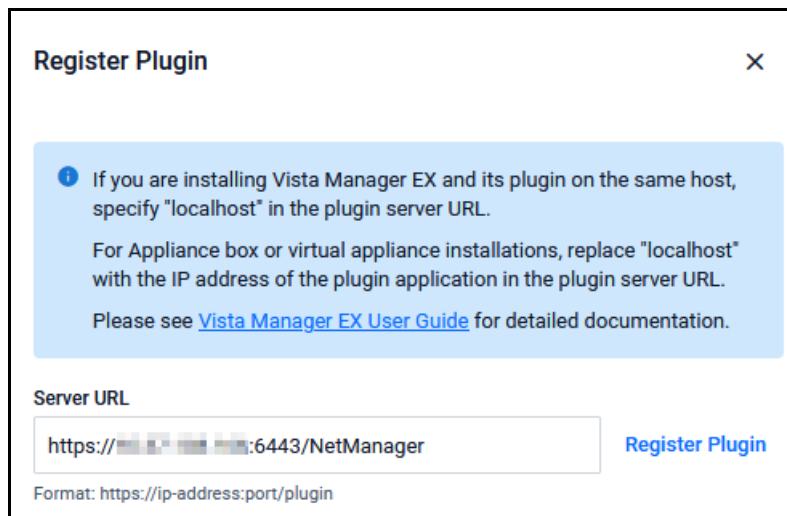 Register Plugin
If you are installing Vista Manager EX and its plugin on the same host,
specify "localhost" in the plugin server URL.
For Appliance box or virtual appliance installations, replace "localhost"
with the IP address of the plugin application in the plugin server URL.
Please see Vista Manager EX User Guide for detailed documentation.
Server URL
https://:6443/NetManager
Register Plugin
Format: https://ip-address:port/plugin